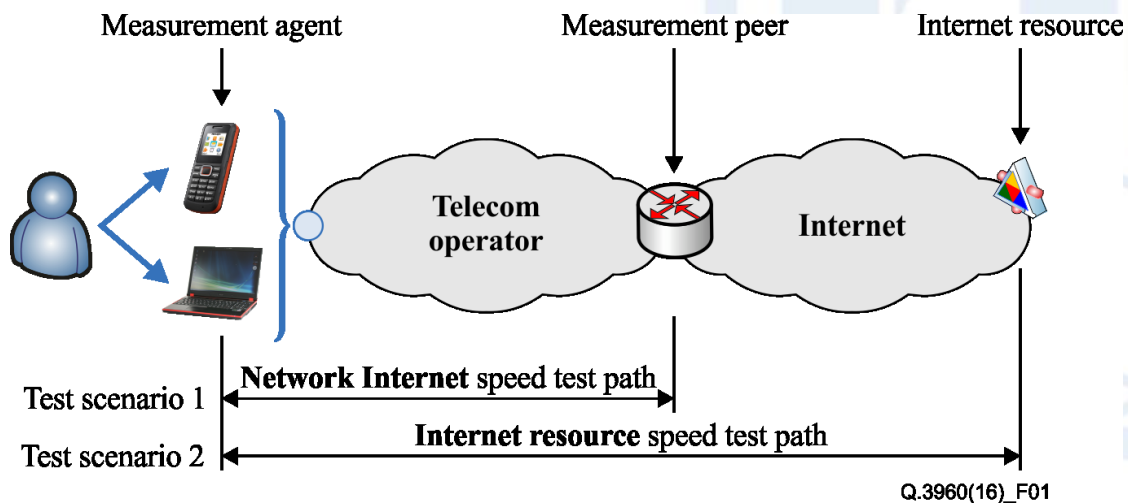 Measurement agent
Measurement peer
Internet resource
Telecom
operator
Internet
Network Internet speed test path
Test scenario 1
Internet resource speed test path
Test scenario 2
Q.3960(16)_F01